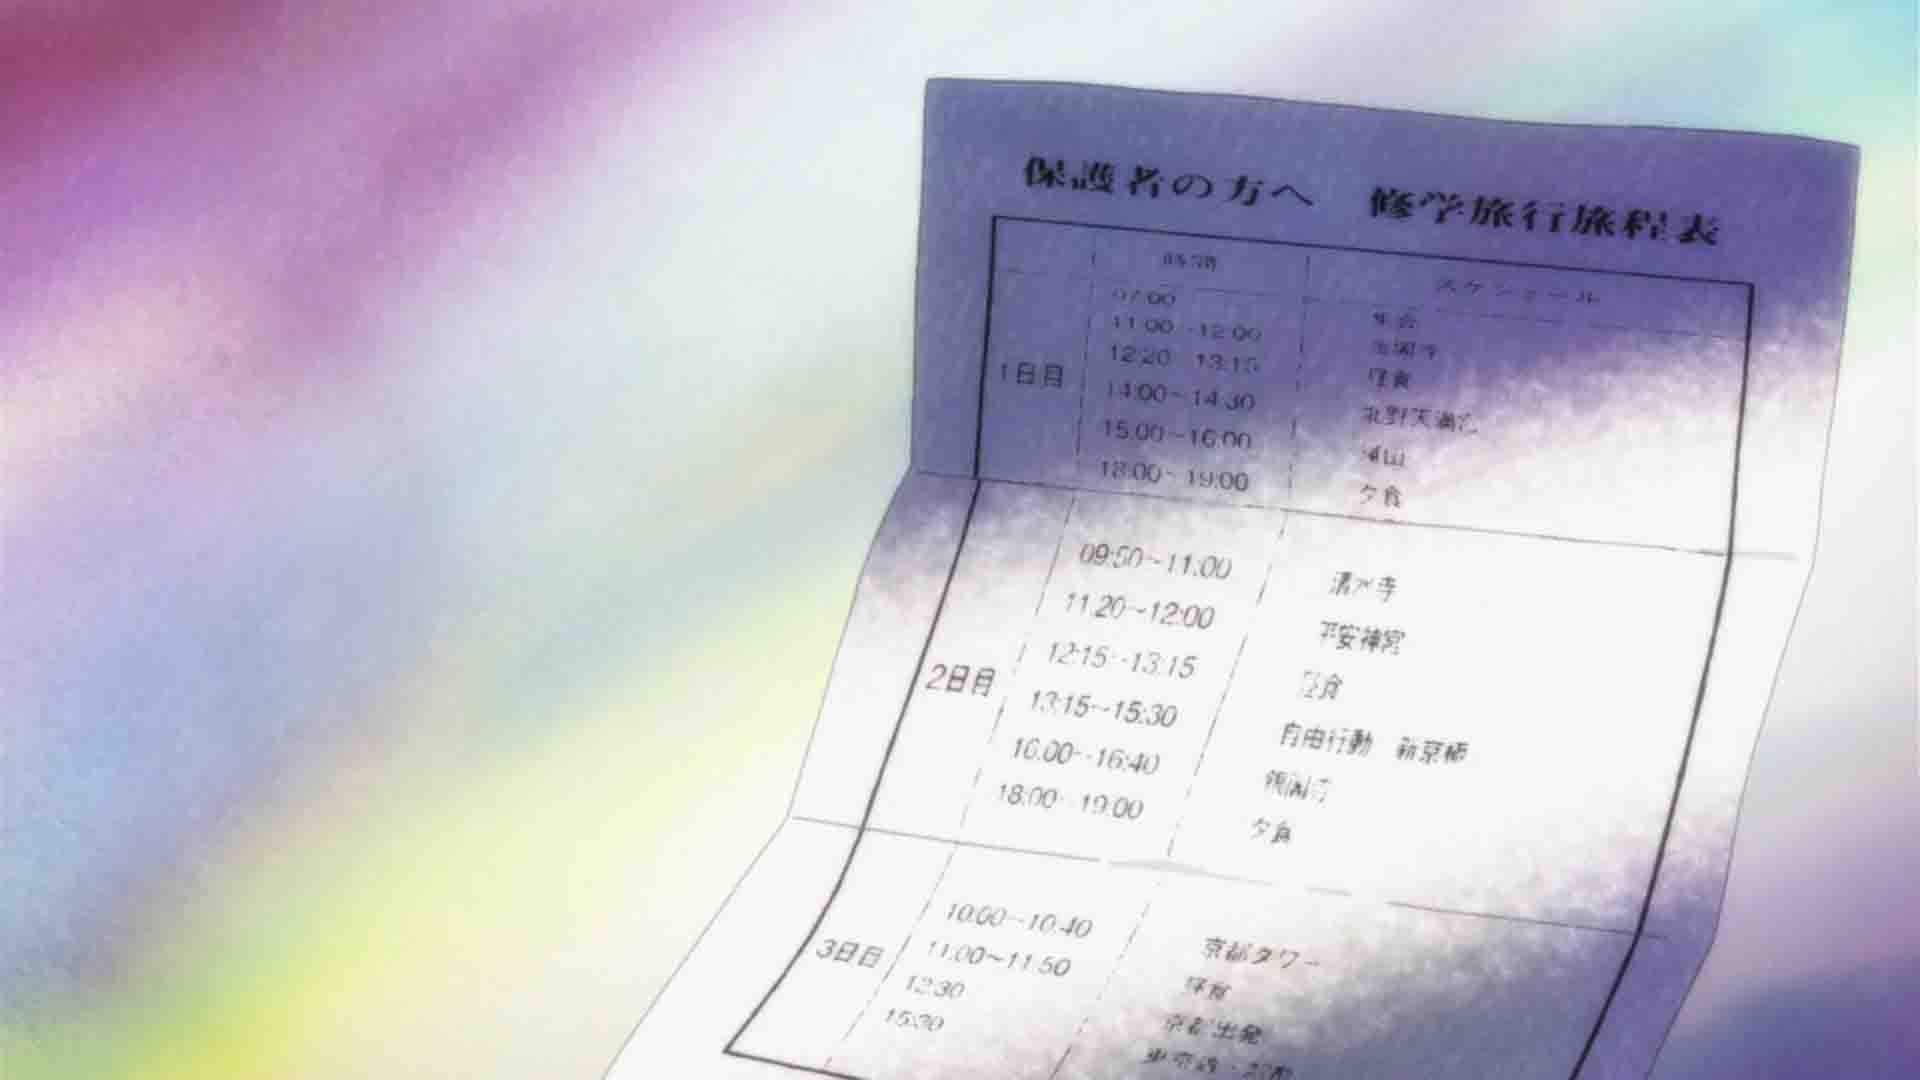 保護者の方へ 修学旅行旅程表
時間 スケジュール
1日目
07:00 集合
11:00~12:00
12:20~13:15 昼食
14:00~14:30 北野天満宮
15:00~16:00 嵐山
18:00~19:00 夕食
2日目
09:50~11:00 清水寺
11:20~12:00 平安神宮
12:15~13:15 昼食
13:15~15:30 自由行動 新京極
16:00~16:40 銀閣寺
18:00~19:00 夕食
3日目
10:00~10:40 京都タワー
11:00~11:50 昼食
12:30 京都出発
15:30